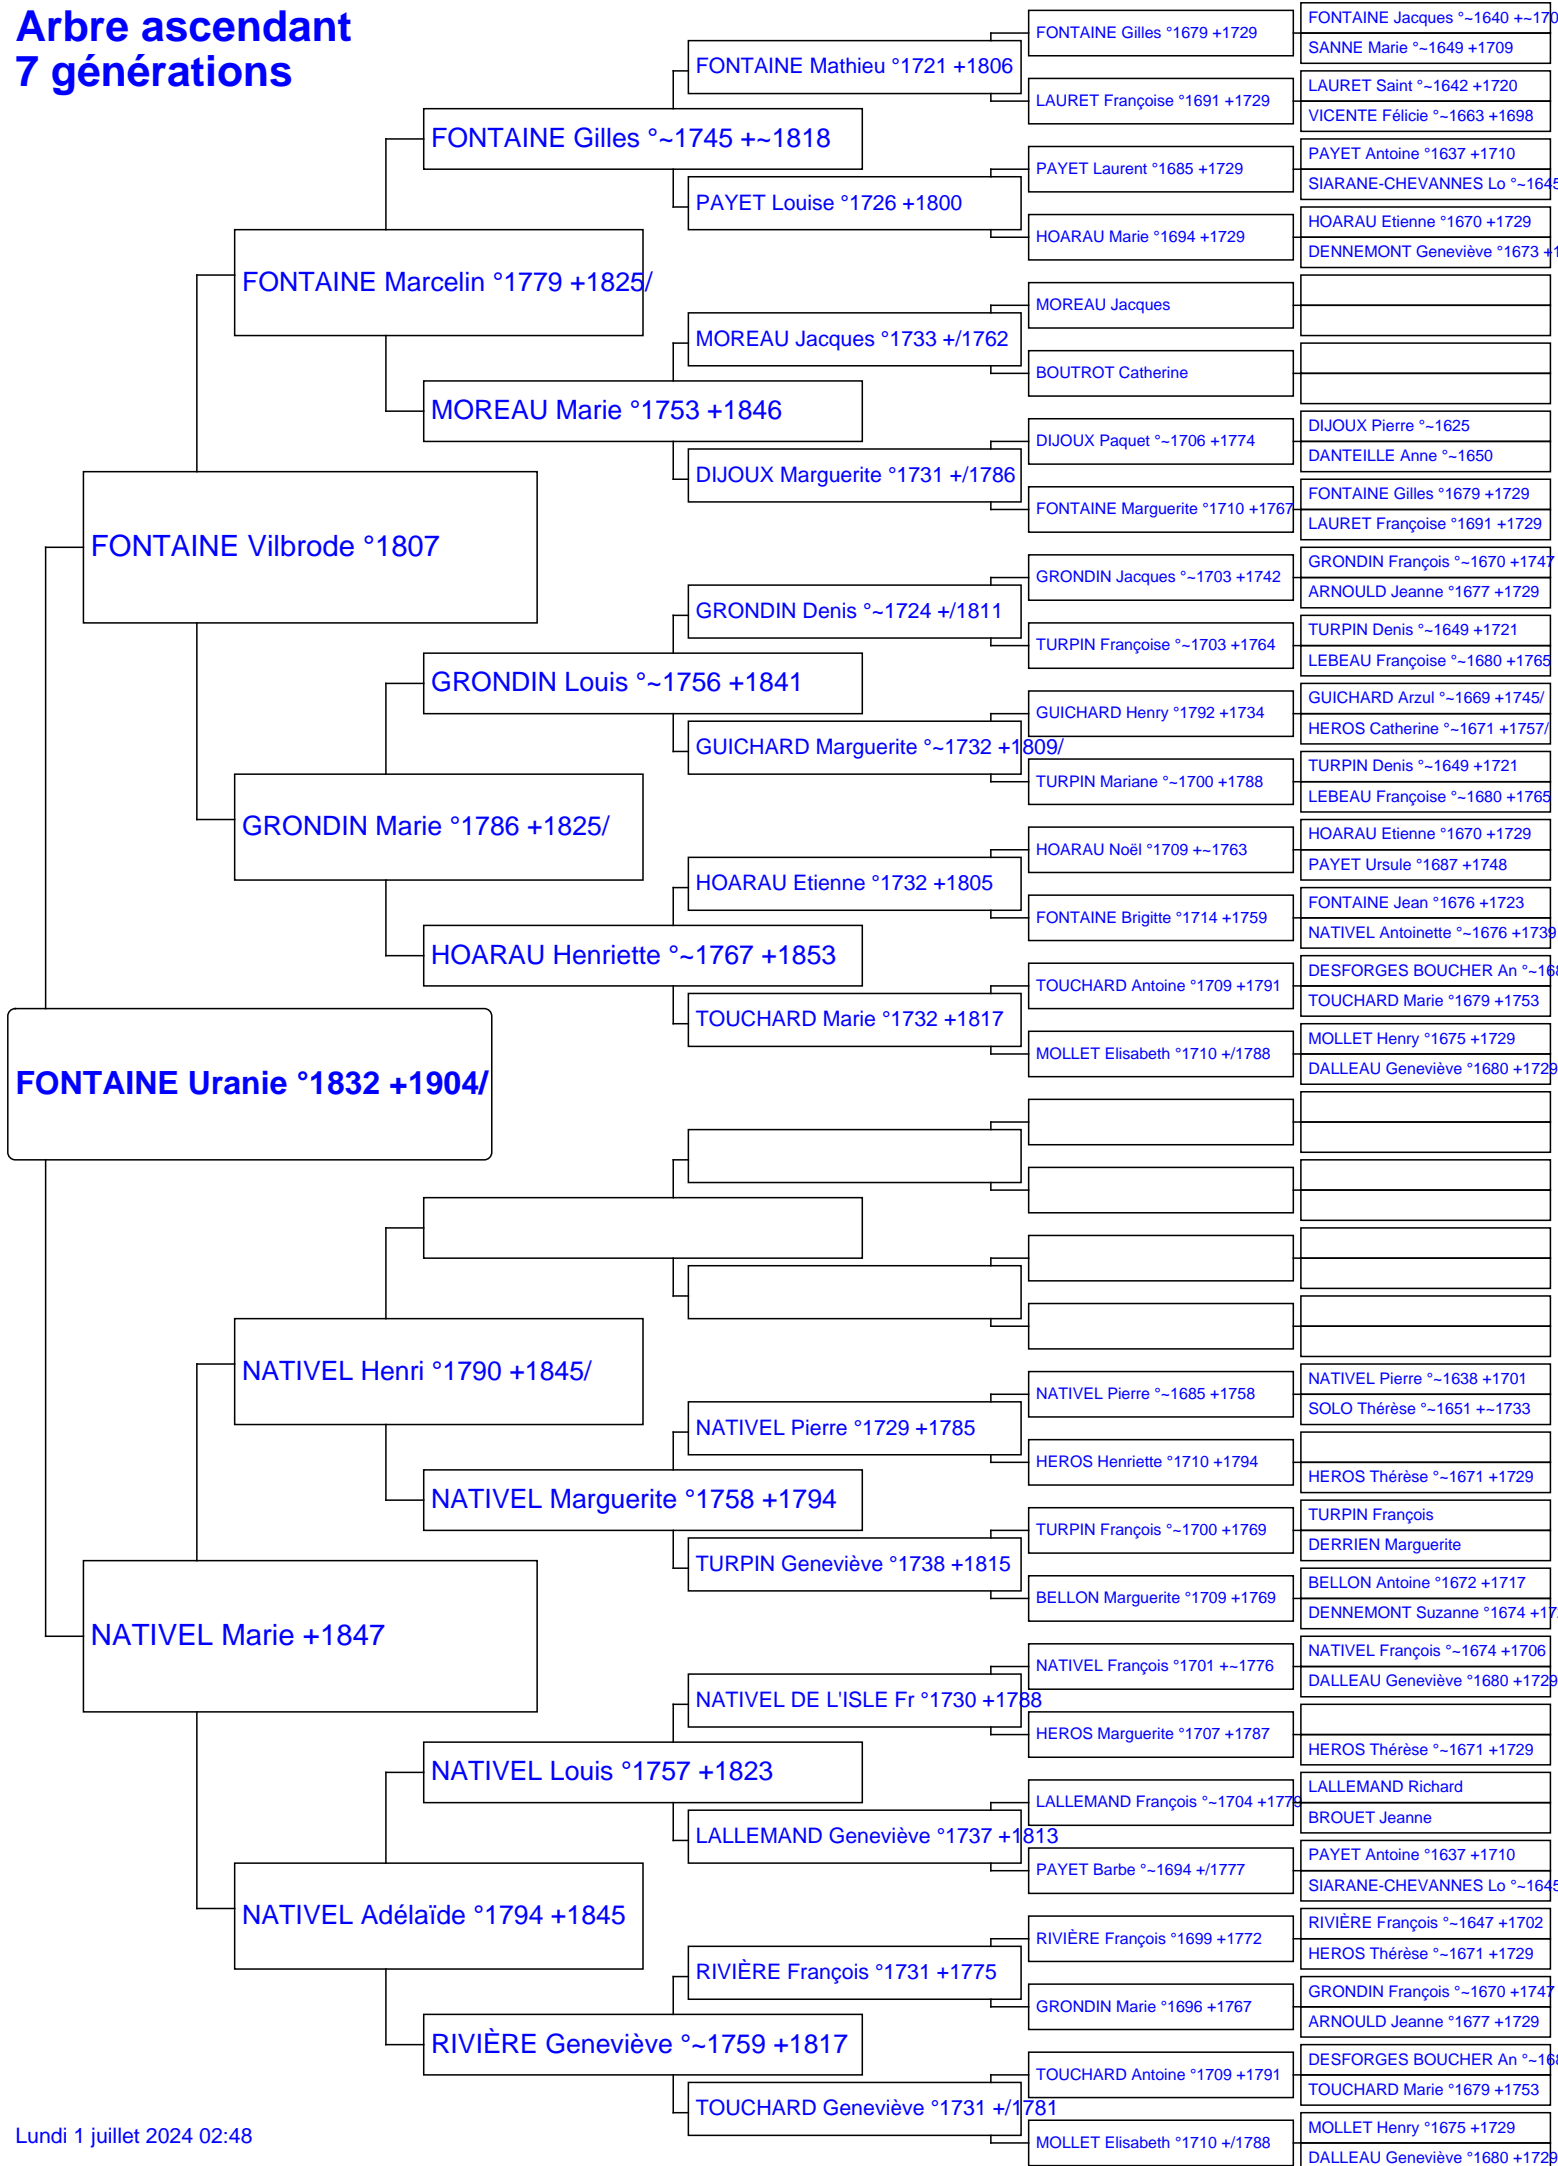 Arbre ascendant
7 générations
FONTAINE Uranie °1832 +1904/
FONTAINE Vilbrode °1807
NATIVEL Marie +1847
FONTAINE Marcelin °1779 +1825/
GRONDIN Marie °1786 +1825/
NATIVEL Henri °1790 +1845/
NATIVEL Adélaïde °1794 +1845
FONTAINE Gilles °~1745 +~1818
MOREAU Marie °1753 +1846
GRONDIN Louis °~1756 +1841
HOARAU Henriette °~1767 +1853
NATIVEL Marguerite °1758 +1794
NATIVEL Louis °1757 +1823
RIVIÈRE Geneviève °~1759 +1817
FONTAINE Mathieu °1721 +1806
PAYET Louise °1726 +1800
MOREAU Jacques °1733 +/1762
DIJOUX Marguerite °1731 +/1786
GRONDIN Denis °~1724 +/1811
GUICHARD Marguerite °~1732 +1809/
HOARAU Etienne °1732 +1805
TOUCHARD Marie °1732 +1817
NATIVEL Pierre °1729 +1785
TURPIN Geneviève °1738 +1815
NATIVEL DE L'ISLE Fr °1730 +1788
LALLEMAND Geneviève °1737 +1813
RIVIÈRE François °1731 +1775
TOUCHARD Geneviève °1731 +/1781
FONTAINE Gilles °1679 +1729
LAURET Françoise °1691 +1729
PAYET Laurent °1685 +1729
HOARAU Marie °1694 +1729
MOREAU Jacques
BOUTROT Catherine
DIJOUX Paquet °~1706 +1774
FONTAINE Marguerite °1710 +1767
GRONDIN Jacques °~1703 +1742
TURPIN Françoise °~1703 +1764
GUICHARD Henry °1792 +1734
TURPIN Mariane °~1700 +1788
HOARAU Noël °1709 +~1763
FONTAINE Brigitte °1714 +1759
TOUCHARD Antoine °1709 +1791
MOLLET Elisabeth °1710 +/1788
NATIVEL Pierre °~1685 +1758
HEROS Henriette °1710 +1794
TURPIN François °~1700 +1769
BELLON Marguerite °1709 +1769
NATIVEL François °1701 +~1776
HEROS Marguerite °1707 +1787
LALLEMAND François °~1704 +1779
PAYET Barbe °~1694 +/1777
RIVIÈRE François °1699 +1772
GRONDIN Marie °1696 +1767
TOUCHARD Antoine °1709 +1791
MOLLET Elisabeth °1710 +/1788
FONTAINE Jacques °~1640 +~170
SANNE Marie °~1649 +1709
LAURET Saint °~1642 +1720
VICENTE Félicie °~1663 +1698
PAYET Antoine °1637 +1710
SIARANE-CHEVANNES Lo °~1645
HOARAU Etienne °1670 +1729
DENNEMONT Geneviève °1673 +1
DIJOUX Pierre °~1625
DANTEILLE Anne °~1650
FONTAINE Gilles °1679 +1729
LAURET Françoise °1691 +1729
GRONDIN François °~1670 +1747
ARNOULD Jeanne °1677 +1729
TURPIN Denis °~1649 +1721
LEBEAU Françoise °~1680 +1765
GUICHARD Arzul °~1669 +1745/
HEROS Catherine °~1671 +1757/
TURPIN Denis °~1649 +1721
LEBEAU Françoise °~1680 +1765
HOARAU Etienne °1670 +1729
PAYET Ursule °1687 +1748
FONTAINE Jean °1676 +1723
NATIVEL Antoinette °~1676 +1739
DESFORGES BOUCHER An °~168
TOUCHARD Marie °1679 +1753
MOLLET Henry °1675 +1729
DALLEAU Geneviève °1680 +1729
NATIVEL Pierre °~1638 +1701
SOLO Thérèse °~1651 +~1733
HEROS Thérèse °~1671 +1729
TURPIN François
DERRIEN Marguerite
BELLON Antoine °1672 +1717
DENNEMONT Suzanne °1674 +17
NATIVEL François °~1674 +1706
DALLEAU Geneviève °1680 +1729
HEROS Thérèse °~1671 +1729
LALLEMAND Richard
BROUET Jeanne
PAYET Antoine °1637 +1710
SIARANE-CHEVANNES Lo °~1645
RIVIÈRE François °~1647 +1702
HEROS Thérèse °~1671 +1729
GRONDIN François °~1670 +1747
ARNOULD Jeanne °1677 +1729
DESFORGES BOUCHER An °~168
TOUCHARD Marie °1679 +1753
MOLLET Henry °1675 +1729
DALLEAU Geneviève °1680 +1729
Lundi 1 juillet 2024 02:48